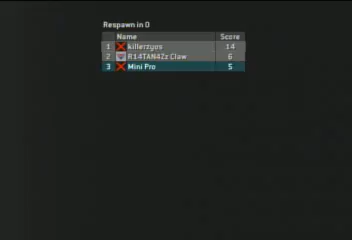 Respawn in 0
Name Score
1 killerzyos 14
2 R14TAN4Zz Claw 6
3 Mini Pro 5